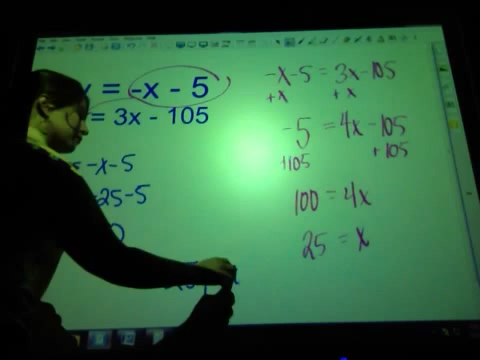 y = -x - 5
= 3x - 105
-x-5
-25-5
-x-5 = 3x-105
+x +x
-5 = 4x-105
+105 +105
100 = 4x
25 = x